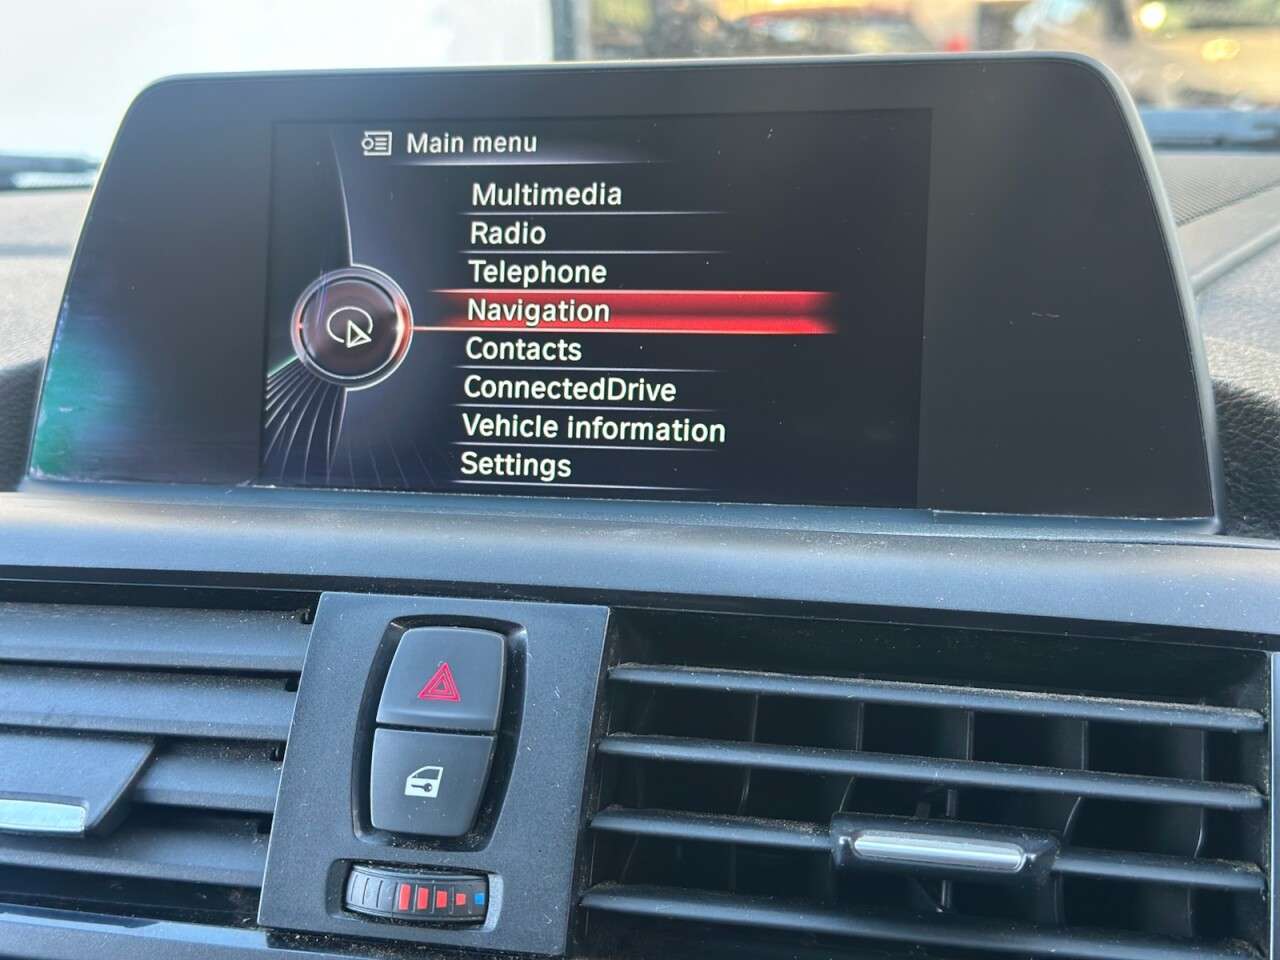 Main menu
Multimedia
Radio
Telephone
Navigation
Contacts
ConnectedDrive
Vehicle information
Settings